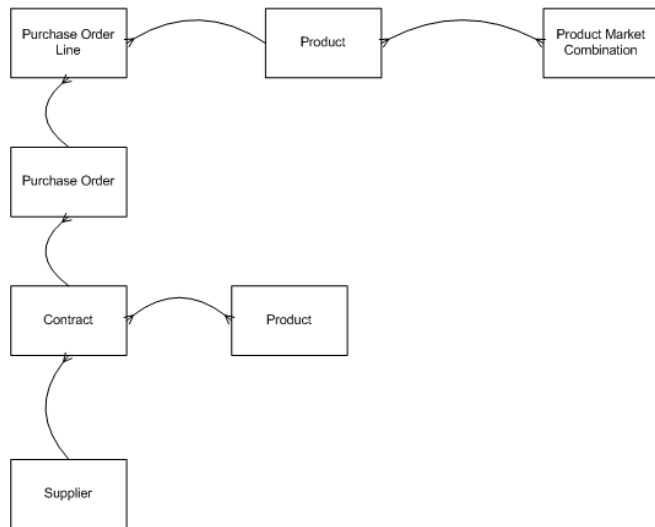 Purchase Order
Line
Product
Product Market
Combination
Purchase Order
Contract
Product
Supplier